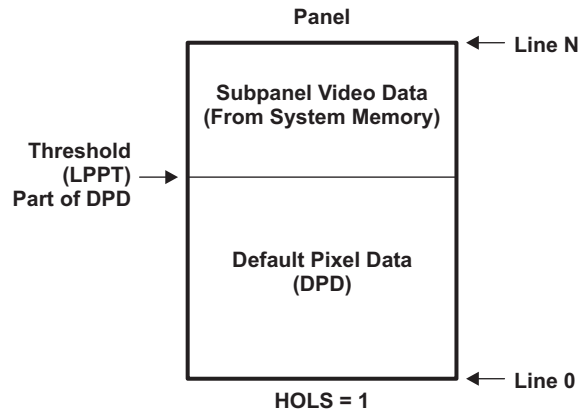 Panel
Line N
Subpanel Video Data
(From System Memory)
Threshold
(LPPT)
Part of DPD
Default Pixel Data
(DPD)
Line 0
HOLS = 1